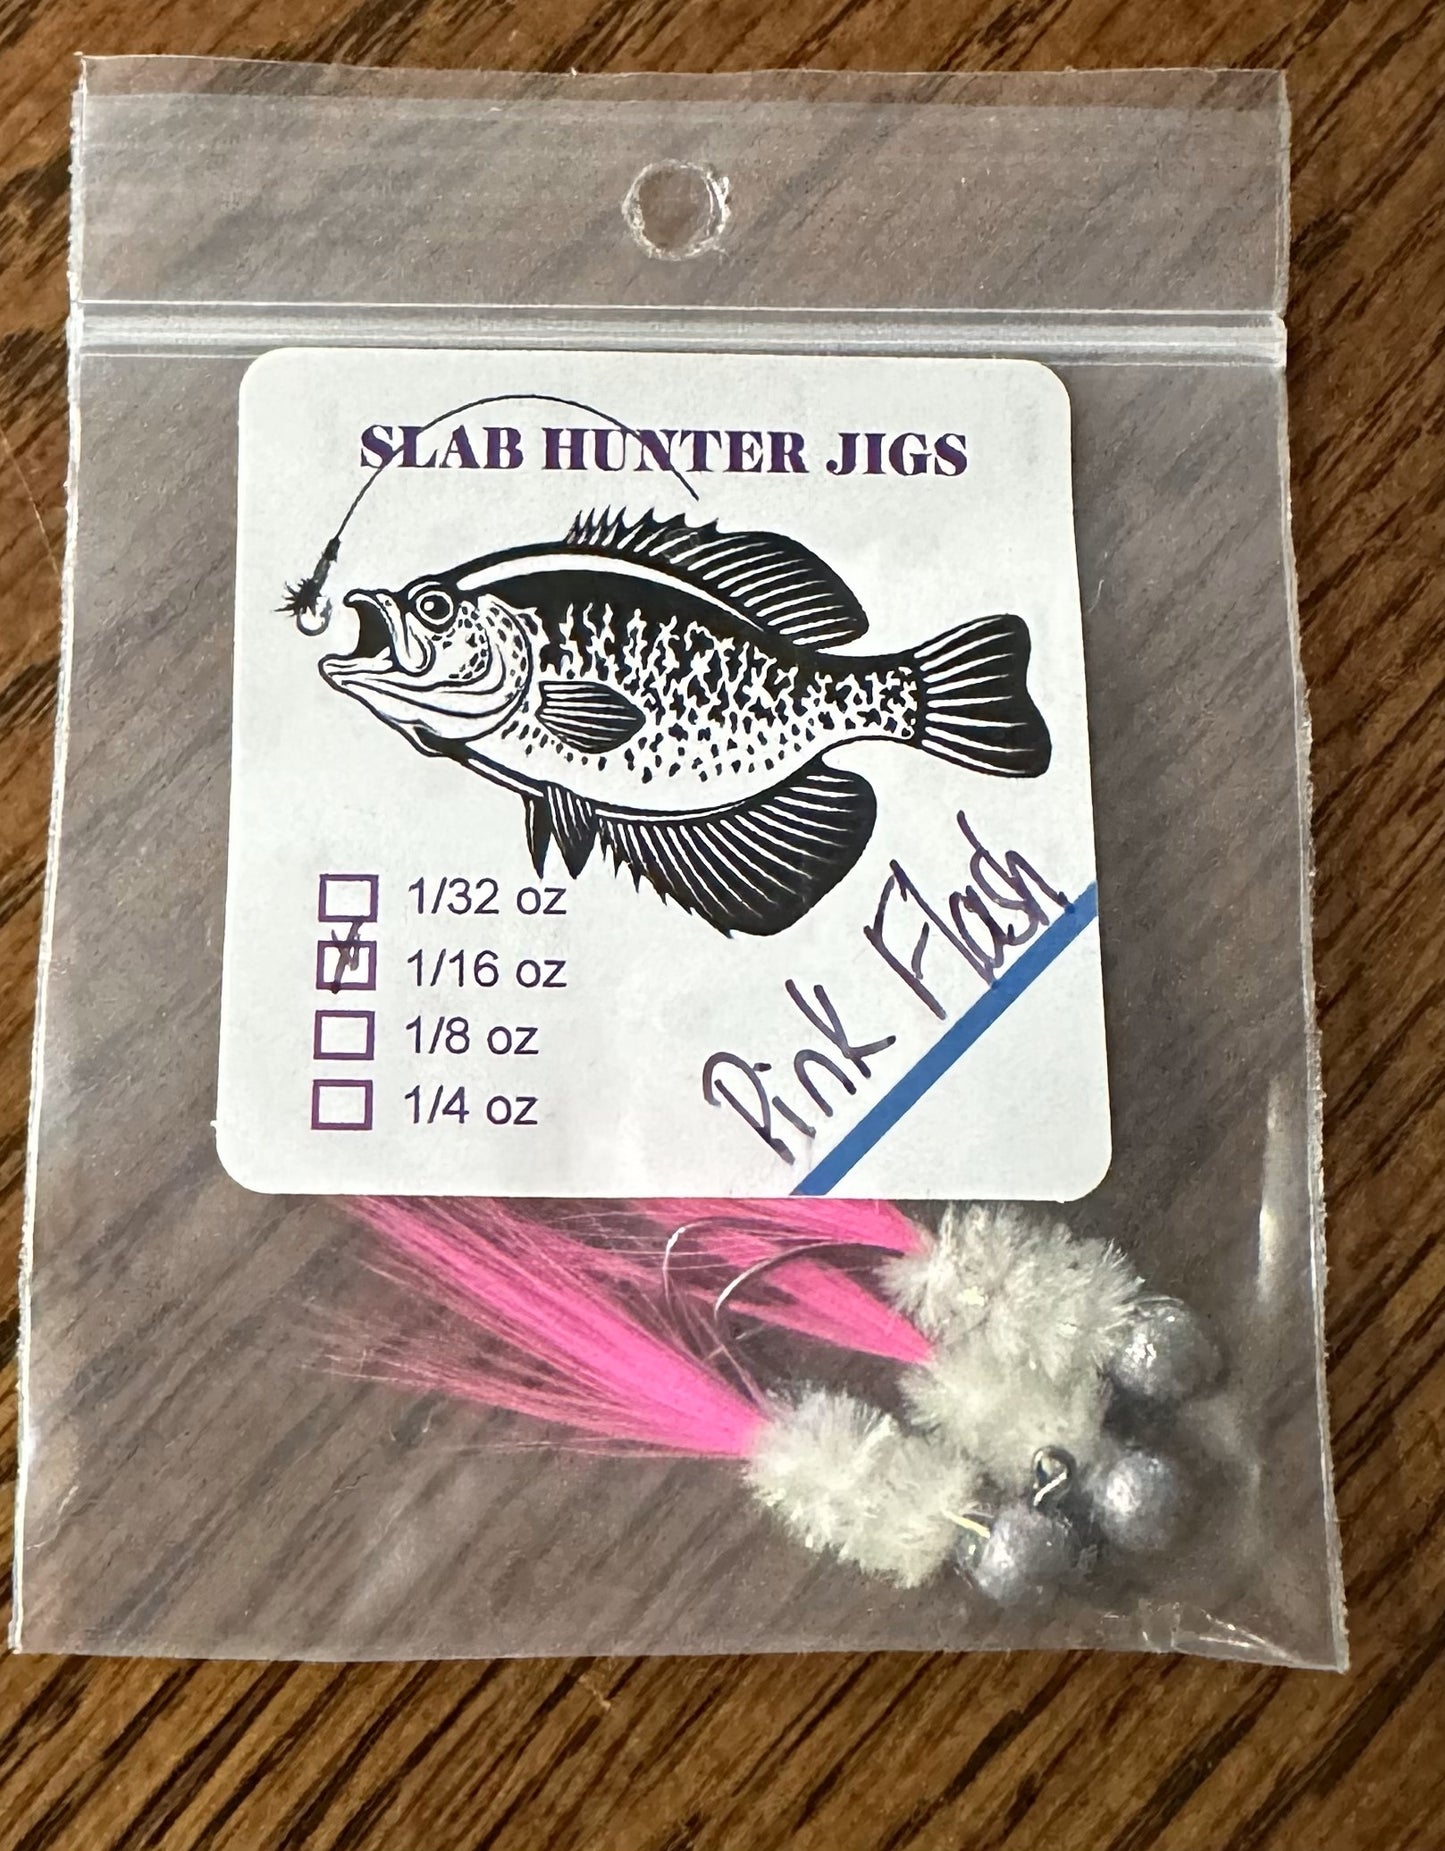 SLAB HUNTER JIGS
1/32 oz
1/16 oz
1/8 oz
1/4 oz
Pink Flash